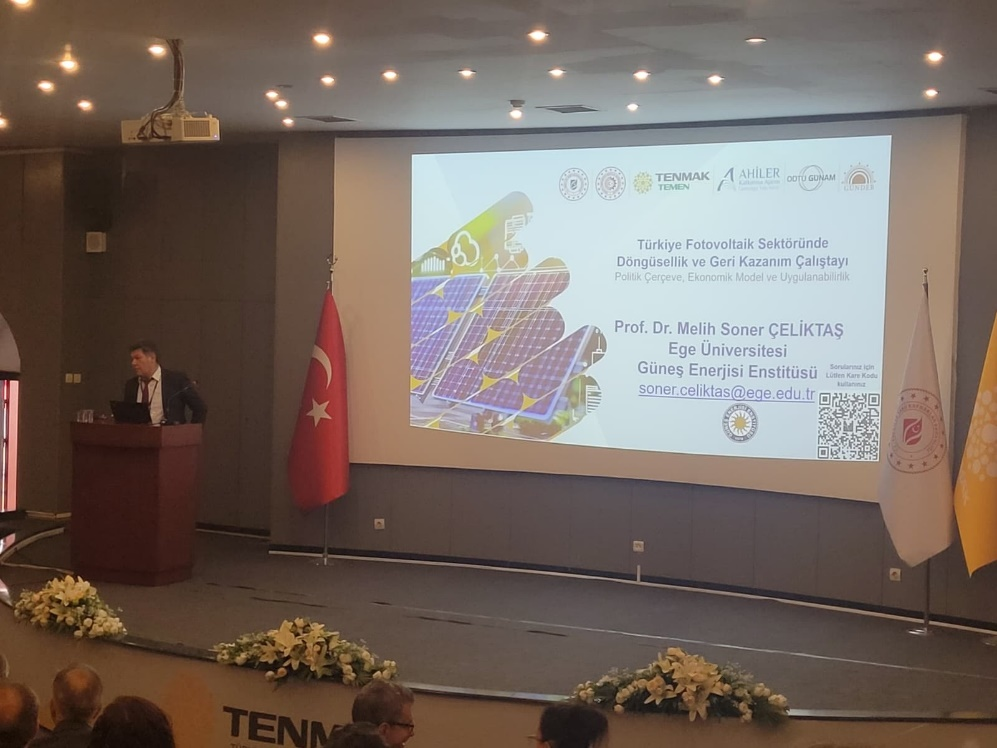 TENMAK
TEMEN
AHİLER
ODTÜ GÜNAM
GÜNDER
Türkiye Fotovoltaik Sektöründe
Döngüsellik ve Geri Kazanım Çalıştayı
Politik Çerçeve, Ekonomik Model ve Uygulanabilirlik
Prof. Dr. Melih Soner ÇELİKTAŞ
Ege Üniversitesi
Güneş Enerjisi Enstitüsü
soner.celiktas@ege.edu.tr
Sorularınız için
Lütfen Kare Kodu
kullanınız
TENM